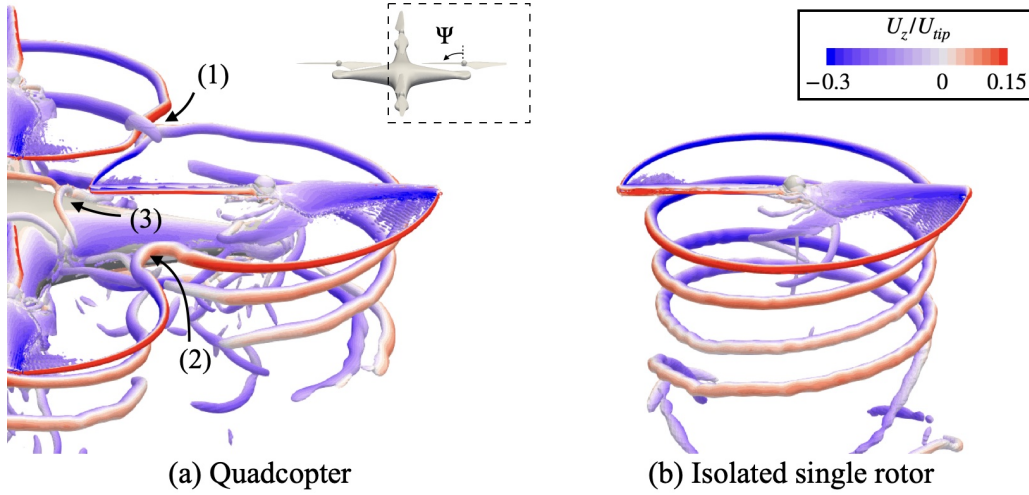 Ψ
U_z/U_tip
−0.3 0 0.15
(1)
(3)
(2)
(a) Quadcopter
(b) Isolated single rotor